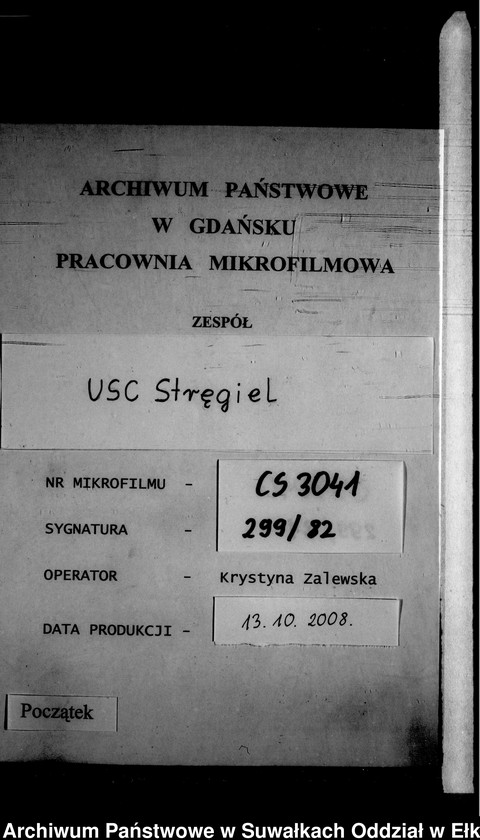 ARCHIWUM PAŃSTWOWE
W GDAŃSKU
PRACOWNIA MIKROFILMOWA
ZESPÓŁ
USC Stręgiel
NR MIKROFILMU - CS 3041
SYGNATURA - 299/82
OPERATOR - Krystyna Zalewska
DATA PRODUKCJI - 13.10.2008.
Początek
Archiwum Państwowe w Suwałkach Oddział w Ełk